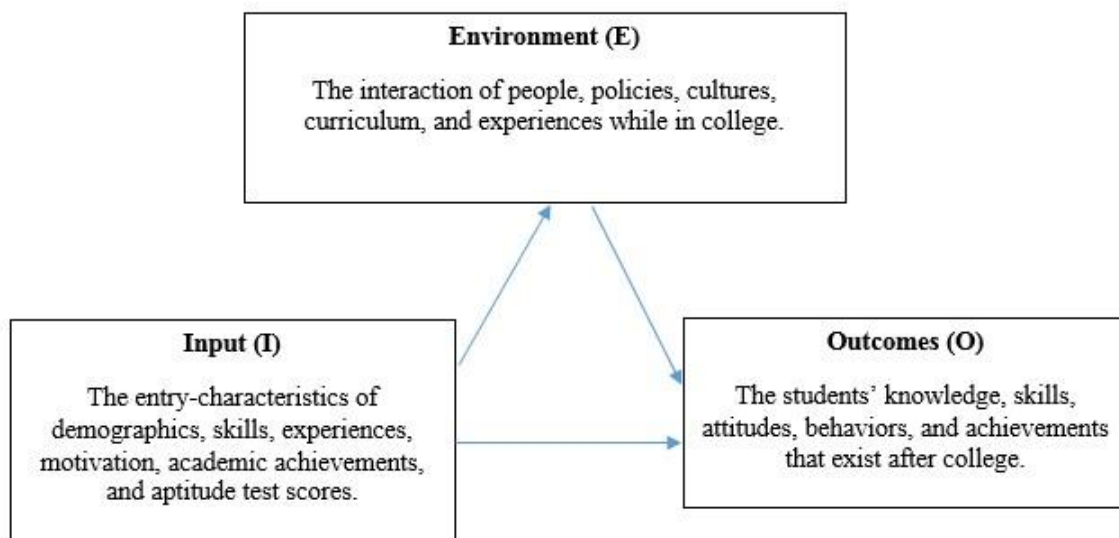 Environment (E)
The interaction of people, policies, cultures,
curriculum, and experiences while in college.
Input (I)
The entry-characteristics of
demographics, skills, experiences,
motivation, academic achievements,
and aptitude test scores.
Outcomes (O)
The students’ knowledge, skills,
attitudes, behaviors, and achievements
that exist after college.